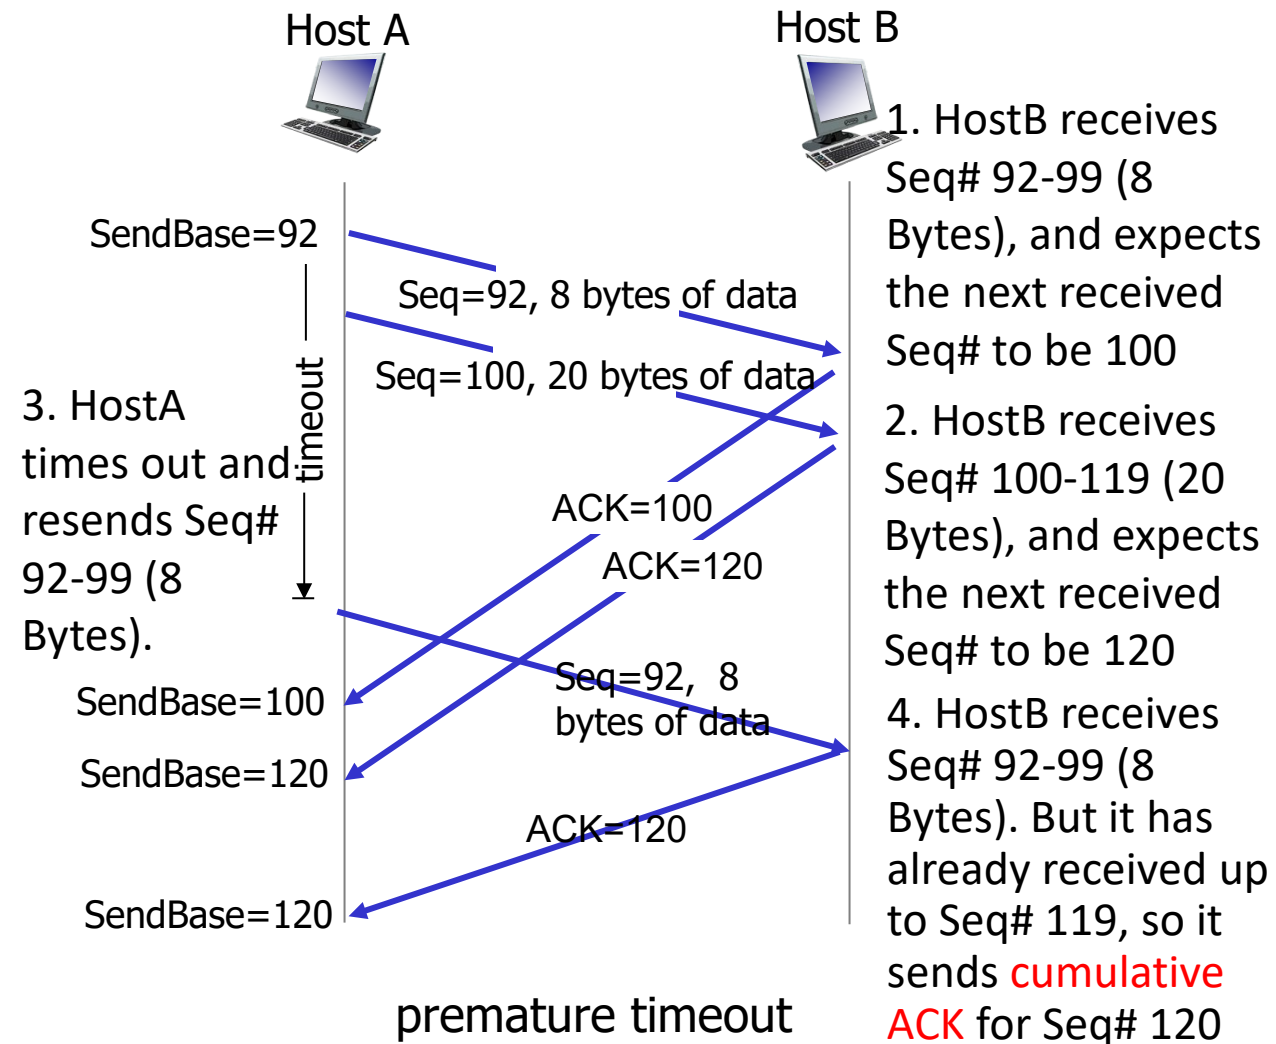 Host A
Host B
1. HostB receives
Seq# 92-99 (8
Bytes), and expects
the next received
Seq# to be 100
SendBase=92
Seq=92, 8 bytes of data
Seq=100, 20 bytes of data
timeout
3. HostA
times out and
resends Seq#
92-99 (8
Bytes).
2. HostB receives
Seq# 100-119 (20
Bytes), and expects
the next received
Seq# to be 120
ACK=100
ACK=120
Seq=92, 8
bytes of data
SendBase=100
SendBase=120
4. HostB receives
Seq# 92-99 (8
Bytes). But it has
already received up
to Seq# 119, so it
sends cumulative
ACK for Seq# 120
ACK=120
SendBase=120
premature timeout